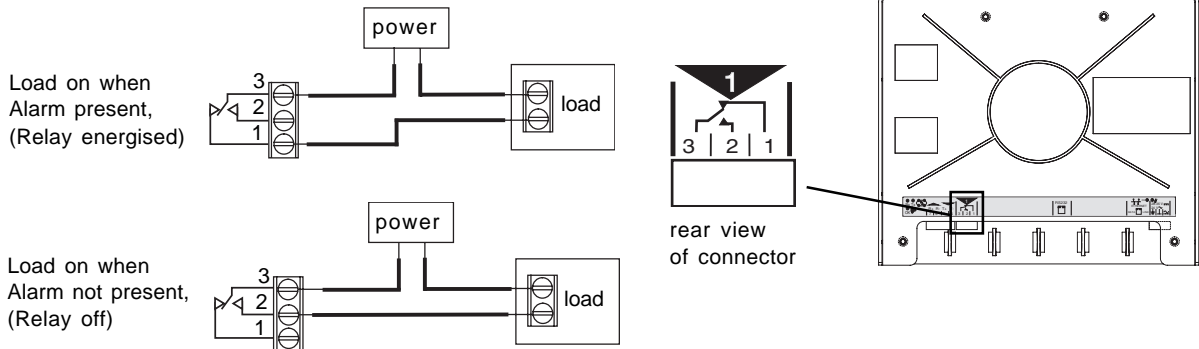 power
Load on when
Alarm present,
(Relay energised)
3
2
1
load
1
3 2 1
rear view
of connector
power
Load on when
Alarm not present,
(Relay off)
3
2
1
load